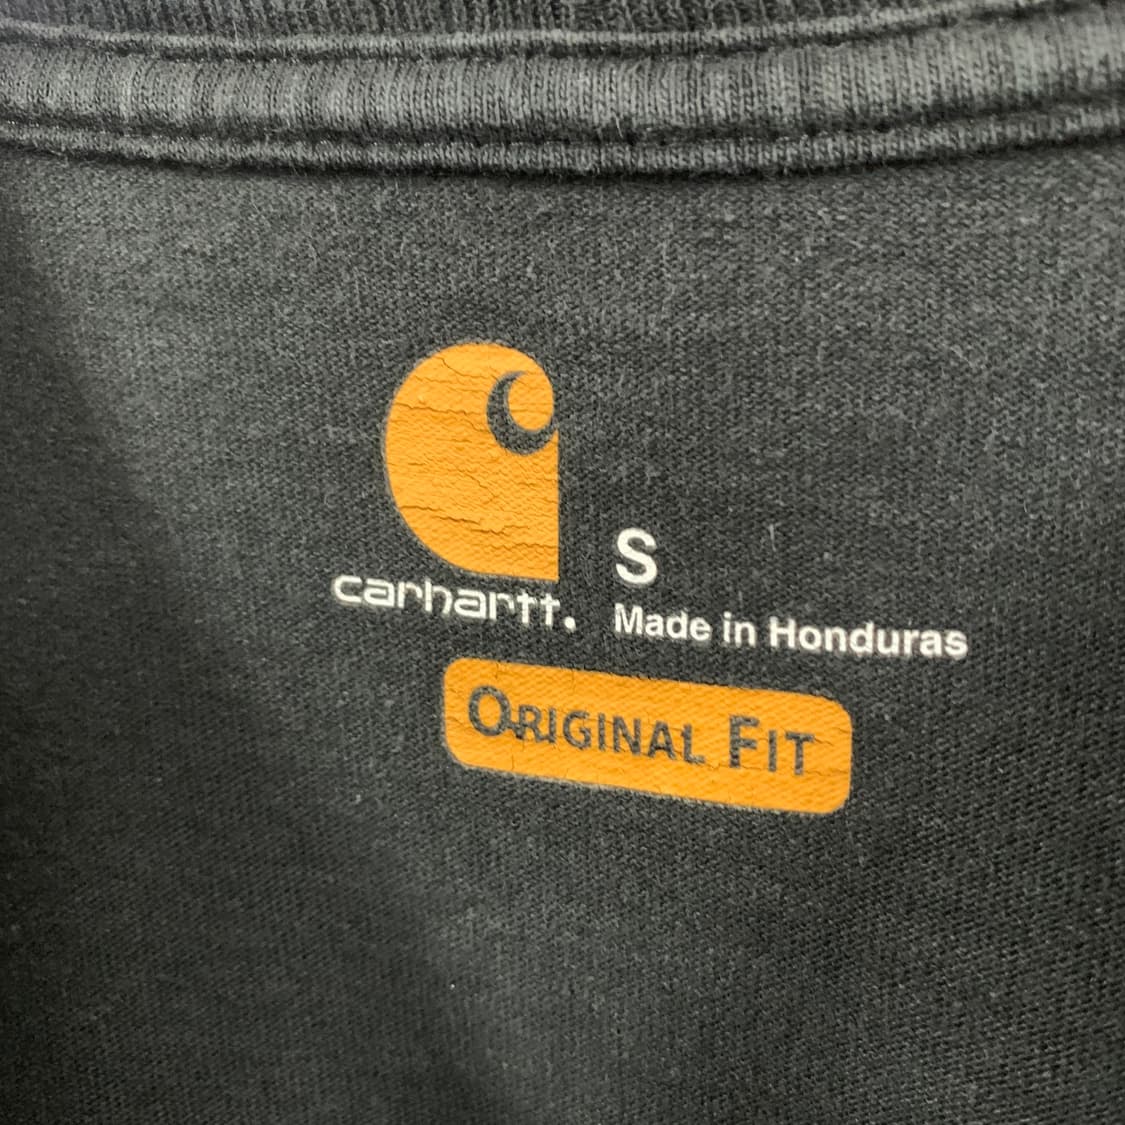 S
carhartt.
Made in Honduras
ORIGINAL FIT